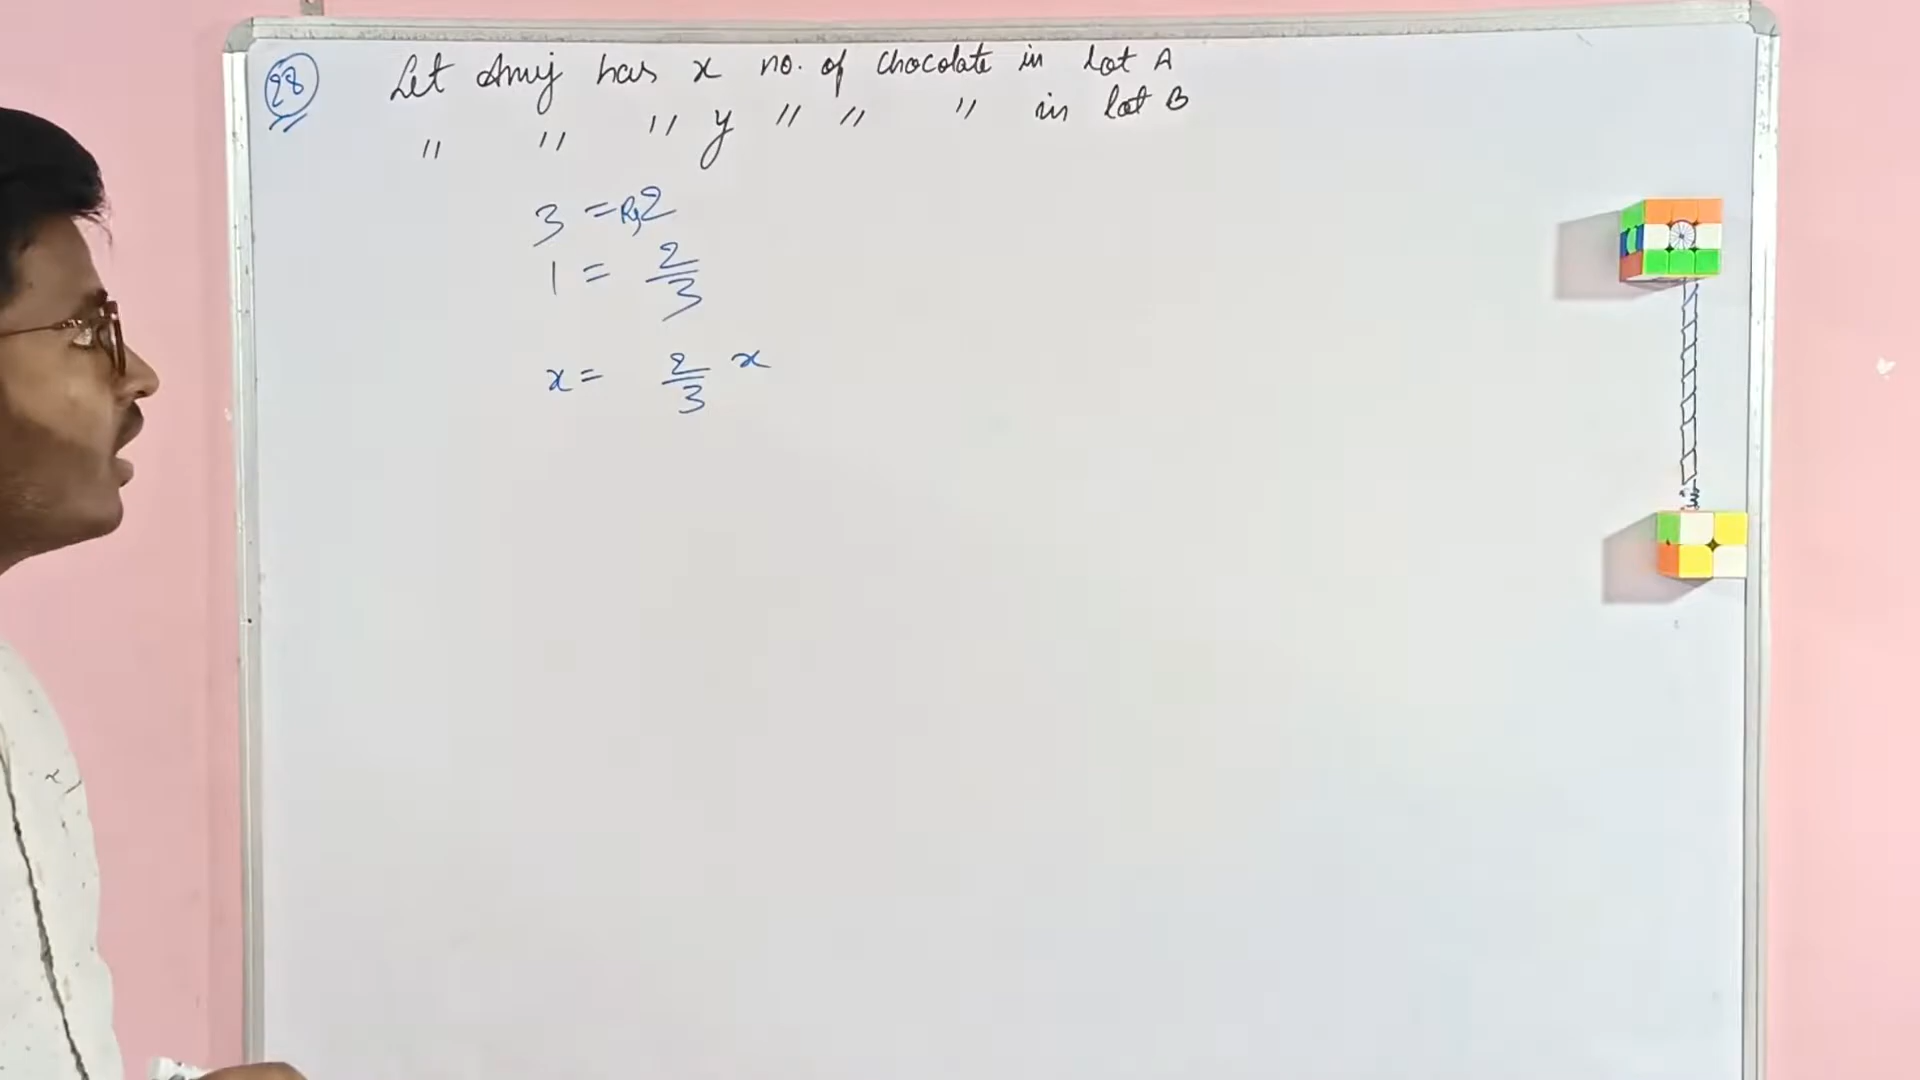 28
Let Anuj has x no. of chocolate in lot A
" " " y " " " in lot B
3 = Rs 2
1 = 2/3
x = 2/3 x